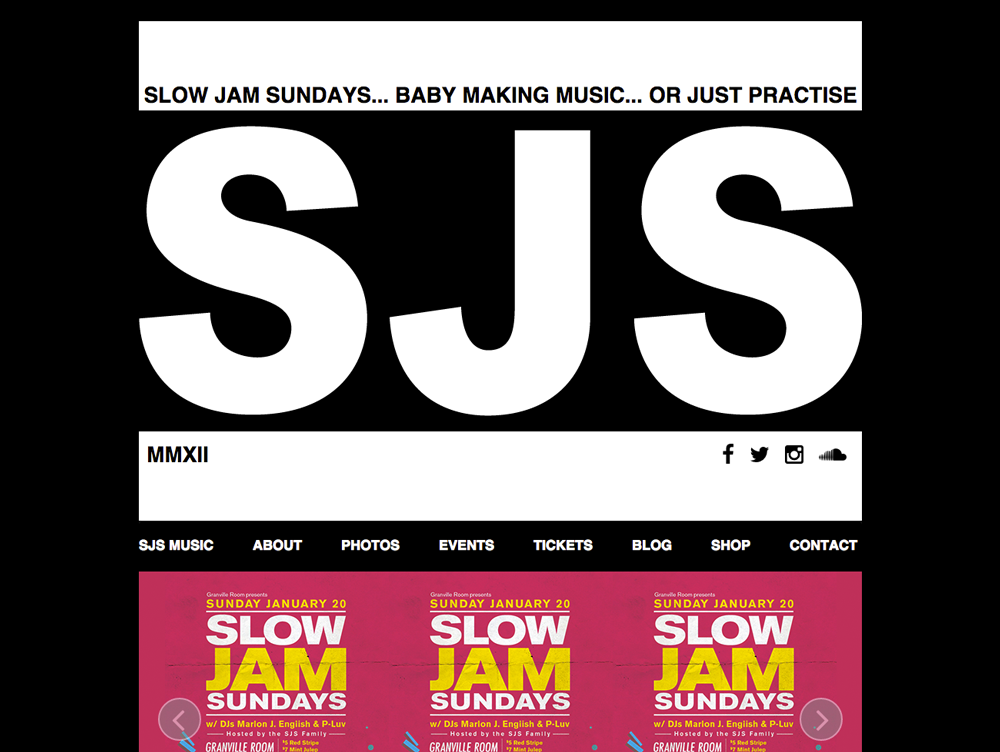 SLOW JAM SUNDAYS... BABY MAKING MUSIC... OR JUST PRACTISE
SJS
MMXII
SJS MUSIC ABOUT PHOTOS EVENTS TICKETS BLOG SHOP CONTACT
Granville Room presents
SUNDAY JANUARY 20
SLOW
JAM
SUNDAYS
w/ DJs Marlon J. English & P-Luv
Hosted by the SJS Family
GRANVILLE ROOM
$5 Red Stripe
$7 Mint Julep
Granville Room presents
SUNDAY JANUARY 20
SLOW
JAM
SUNDAYS
w/ DJs Marlon J. English & P-Luv
Hosted by the SJS Family
GRANVILLE ROOM
$5 Red Stripe
$7 Mint Julep
Granville Room presents
SUNDAY JANUARY 20
SLOW
JAM
SUNDAYS
w/ DJs Marlon J. English & P-Luv
Hosted by the SJS Family
GRANVILLE ROOM
$5 Red Stripe
$7 Mint Julep